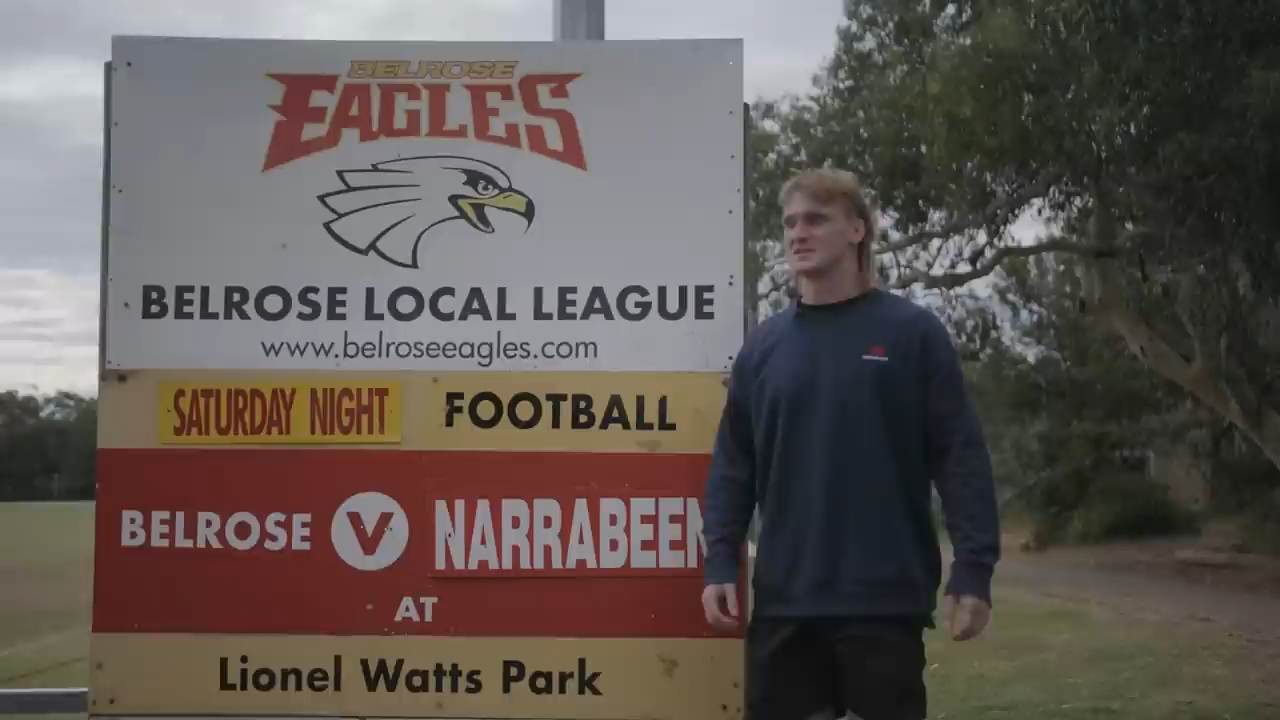 BELROSE
EAGLES
BELROSE LOCAL LEAGUE
www.belroseeagles.com
SATURDAY NIGHT FOOTBALL
BELROSE V NARRABEEN
AT
Lionel Watts Park